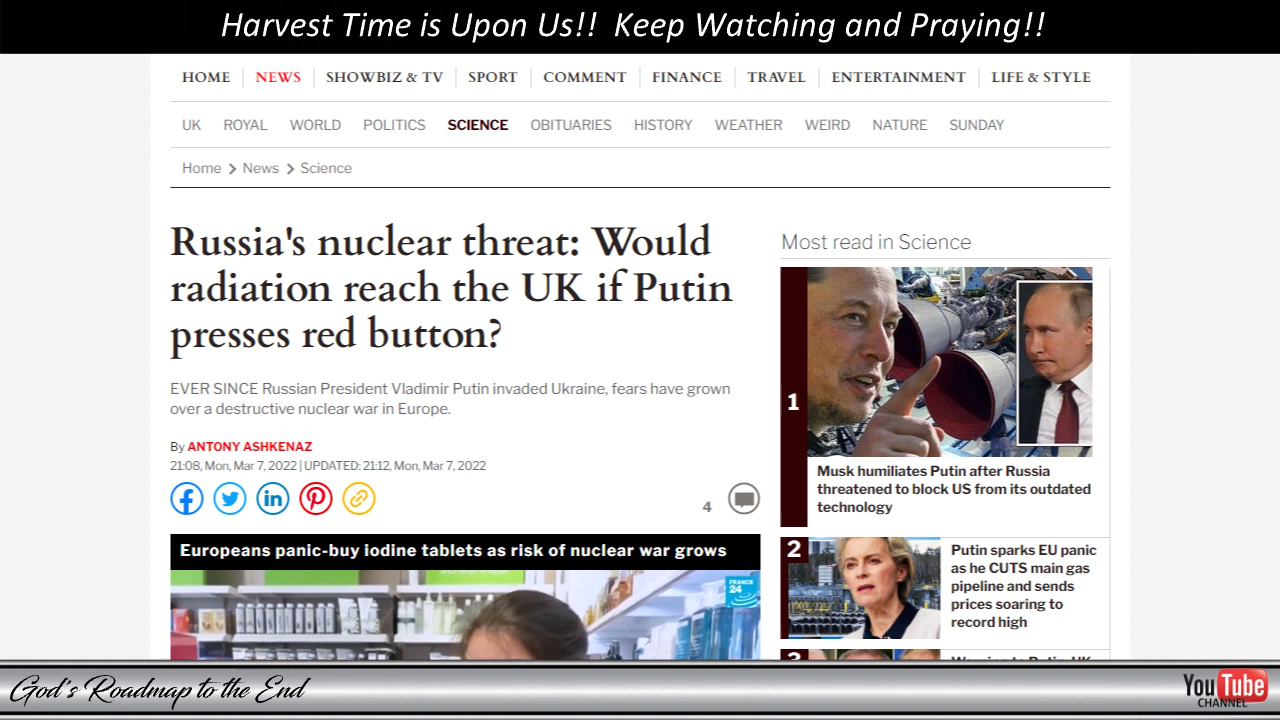 Harvest Time is Upon Us!! Keep Watching and Praying!!
HOME NEWS SHOWBIZ & TV SPORT COMMENT FINANCE TRAVEL ENTERTAINMENT LIFE & STYLE
UK ROYAL WORLD POLITICS SCIENCE OBITUARIES HISTORY WEATHER WEIRD NATURE SUNDAY
Home > News > Science
Russia's nuclear threat: Would
radiation reach the UK if Putin
presses red button?
EVER SINCE Russian President Vladimir Putin invaded Ukraine, fears have grown
over a destructive nuclear war in Europe.
By ANTONY ASHKENAZ
21:08, Mon, Mar 7, 2022 | UPDATED: 21:12, Mon, Mar 7, 2022
4
Europeans panic-buy iodine tablets as risk of nuclear war grows
FRANCE
24
Most read in Science
1
Musk humiliates Putin after Russia
threatened to block US from its outdated
technology
2
Putin sparks EU panic
as he CUTS main gas
pipeline and sends
prices soaring to
record high
3
God's Roadmap to the End
YouTube
CHANNEL